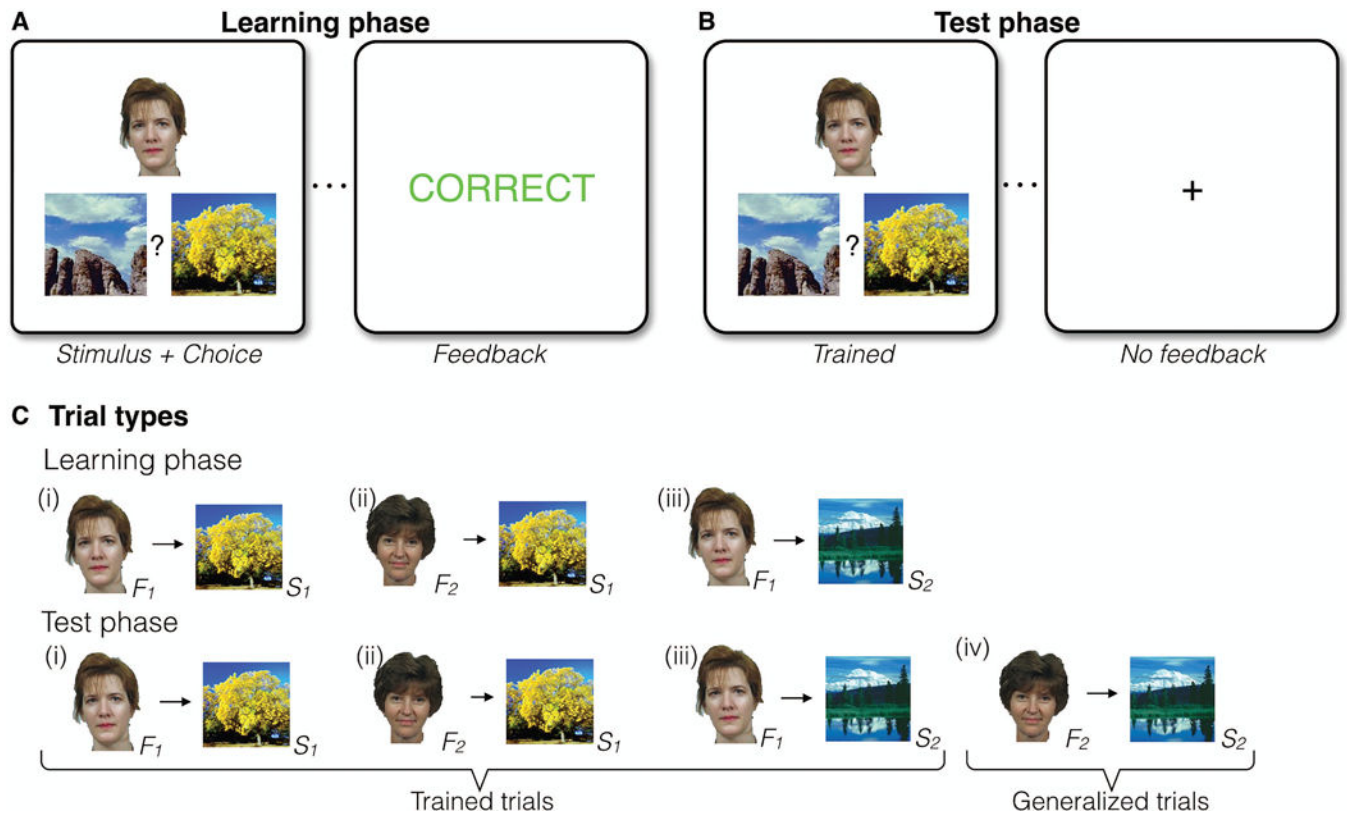 A Learning phase
B Test phase
?
...
CORRECT
?
...
+
Stimulus + Choice
Feedback
Trained
No feedback
C Trial types
Learning phase
(i)
(ii)
(iii)
F1
S1
F2
S1
F1
S2
Test phase
(i)
(ii)
(iii)
(iv)
F1
S1
F2
S1
F1
S2
F2
S2
Trained trials
Generalized trials